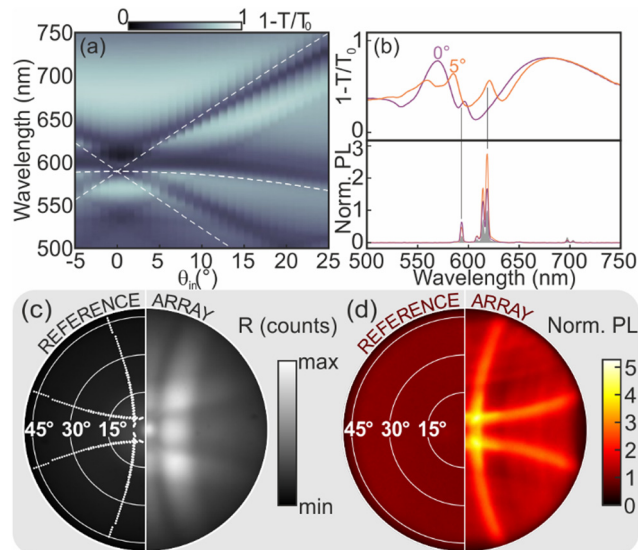 0 1 1-T/T₀
(a)
Wavelength (nm)
750
700
650
600
550
500
-5 0 5 10 15 20 25
θin(°)
(b)
1-T/T₀
1
0
0°
5°
Norm. PL
3
2
1
0
500 550 600 650 700 750
Wavelength (nm)
(c)
REFERENCE ARRAY
45° 30° 15°
R (counts)
max
min
(d)
REFERENCE ARRAY
45° 30° 15°
Norm. PL
5
4
3
2
1
0